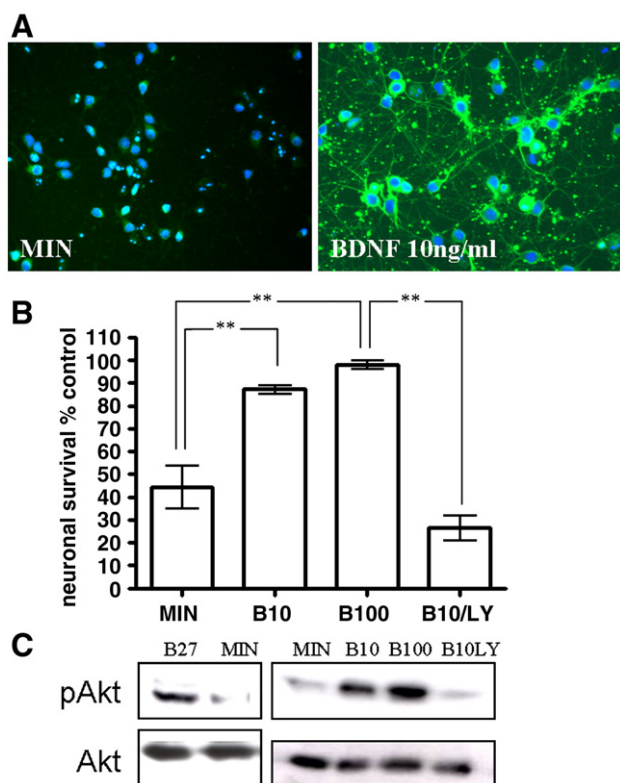 A
MIN
BDNF 10ng/ml
B
**
**
**
neuronal survival % control
110
100
90
80
70
60
50
40
30
20
10
0
MIN B10 B100 B10/LY
C
B27 MIN MIN B10 B100 B10LY
pAkt
Akt